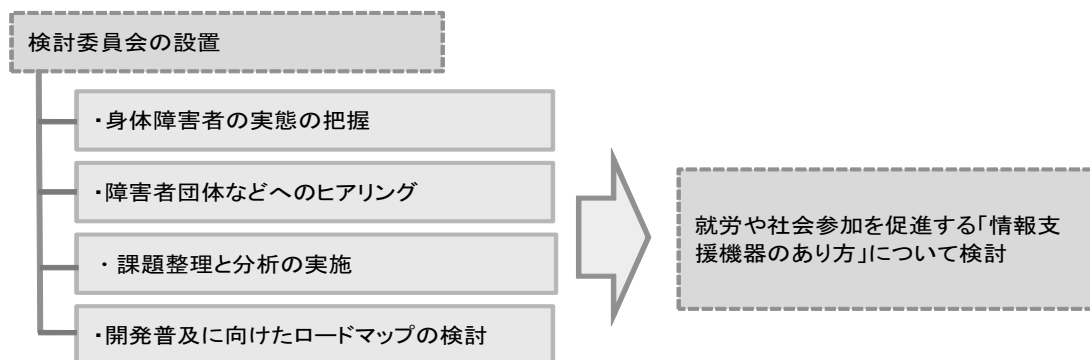 検討委員会の設置
・身体障害者の実態の把握
・障害者団体などへのヒアリング
・ 課題整理と分析の実施
・開発普及に向けたロードマップの検討
就労や社会参加を促進する「情報支
援機器のあり方」について検討